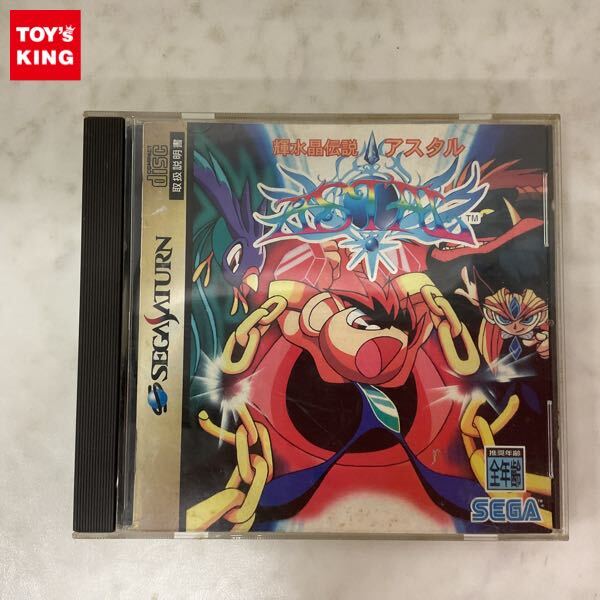 TOY'S
KING
COMPACT
disc
取扱説明書
SEGA SATURN
輝水晶伝説 アスタル
ASTAL
TM
推奨年齢
全年齢
SEGA